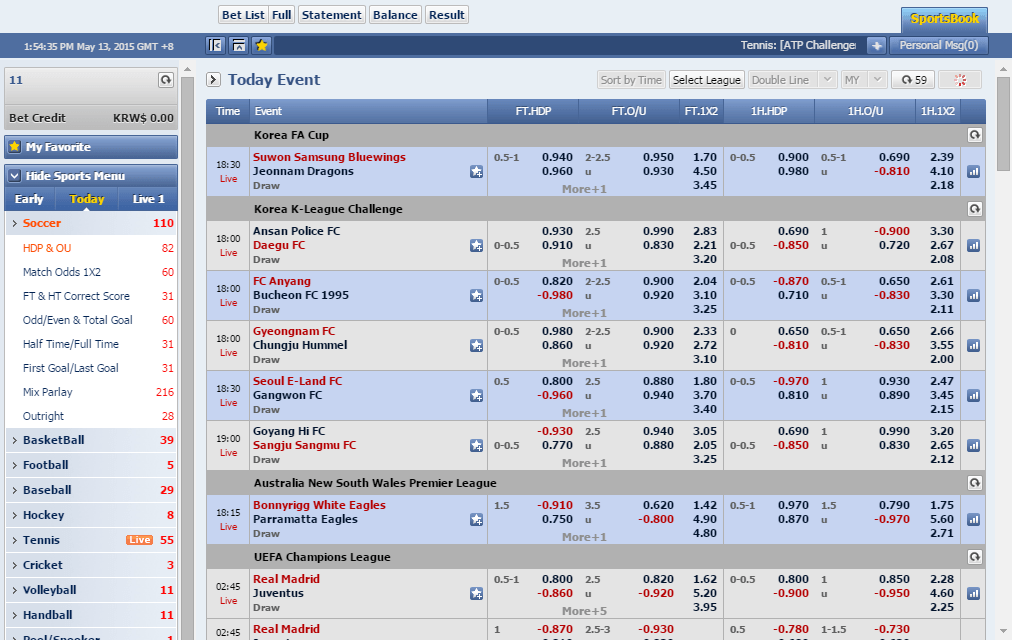 Bet List Full Statement Balance Result
SportsBook
1:54:35 PM May 13, 2015 GMT +8
Tennis: [ATP Challenge
Personal Msg(0)
11
Bet Credit KRW$ 0.00
My Favorite
Hide Sports Menu
Early Today Live 1
Soccer 110
HDP & OU 82
Match Odds 1X2 60
FT & HT Correct Score 31
Odd/Even & Total Goal 60
Half Time/Full Time 31
First Goal/Last Goal 31
Mix Parlay 216
Outright 28
BasketBall 39
Football 5
Baseball 29
Hockey 8
Tennis Live 55
Cricket 3
Volleyball 11
Handball 11
Pool/Snooker 1
Today Event
Sort by Time Select League Double Line MY 59
Time Event FT.HDP FT.O/U FT.1X2 1H.HDP 1H.O/U 1H.1X2
Korea FA Cup
18:30 Suwon Samsung Bluewings 0.5-1 0.940 2-2.5 0.950 1.70 0-0.5 0.900 0.5-1 0.690 2.39
Live Jeonnam Dragons 0.960 u 0.930 4.50 0.980 u -0.810 4.10
Draw More+1 3.45 2.18
Korea K-League Challenge
18:00 Ansan Police FC 0.930 2.5 0.990 2.83 0.690 1 -0.900 3.30
Live Daegu FC 0-0.5 0.910 u 0.830 2.21 0-0.5 -0.850 u 0.720 2.67
Draw More+1 3.20 2.08
18:00 FC Anyang 0-0.5 0.820 2-2.5 0.900 2.04 0-0.5 -0.870 0.5-1 0.650 2.61
Live Bucheon FC 1995 -0.980 u 0.920 3.10 0.710 u -0.830 3.30
Draw More+1 3.25 2.11
18:00 Gyeongnam FC 0-0.5 0.980 2-2.5 0.900 2.33 0 0.650 0.5-1 0.650 2.66
Live Chungju Hummel 0.860 u 0.920 2.72 -0.810 u -0.830 3.55
Draw More+1 3.10 2.00
18:30 Seoul E-Land FC 0.5 0.800 2.5 0.880 1.80 0-0.5 -0.970 1 0.930 2.47
Live Gangwon FC -0.960 u 0.940 3.70 0.810 u 0.890 3.45
Draw More+1 3.40 2.15
19:00 Goyang Hi FC -0.930 2.5 0.940 3.05 0.690 1 0.990 3.20
Live Sangju Sangmu FC 0-0.5 0.770 u 0.880 2.05 0-0.5 -0.850 u 0.830 2.65
Draw More+1 3.25 2.12
Australia New South Wales Premier League
18:15 Bonnyrigg White Eagles 1.5 -0.910 3.5 0.620 1.42 0.5-1 0.970 1.5 0.790 1.75
Live Parramatta Eagles 0.750 u -0.800 4.90 0.870 u -0.970 5.60
Draw More+1 4.80 2.71
UEFA Champions League
02:45 Real Madrid 0.5-1 0.800 2.5 0.820 1.62 0-0.5 0.800 1 0.850 2.28
Live Juventus -0.860 u -0.920 5.20 -0.900 u -0.950 4.60
Draw More+5 3.95 2.25
02:45 Real Madrid 1 -0.870 2.5-3 -0.930 0.5 -0.780 1-1.5 -0.730